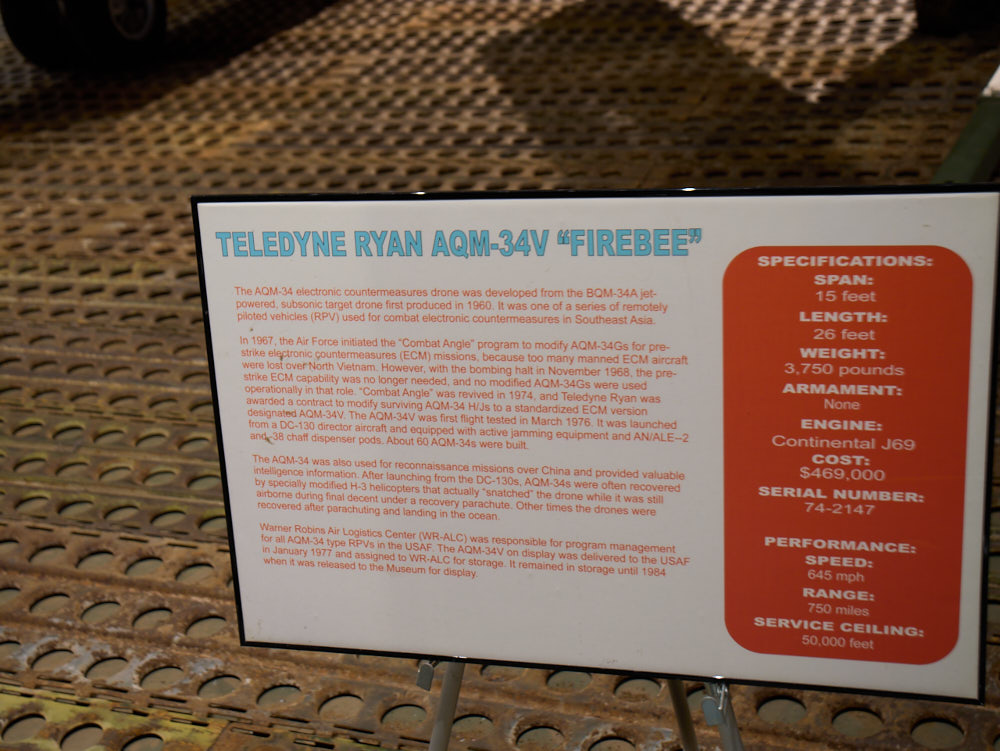 TELEDYNE RYAN AQM-34V “FIREBEE”
The AQM-34 electronic countermeasures drone was developed from the BQM-34A jet-
powered, subsonic target drone first produced in 1960. It was one of a series of remotely
piloted vehicles (RPV) used for combat electronic countermeasures in Southeast Asia.
In 1967, the Air Force initiated the “Combat Angle” program to modify AQM-34Gs for pre-
strike electronic countermeasures (ECM) missions, because too many manned ECM aircraft
were lost over North Vietnam. However, with the bombing halt in November 1968, the pre-
strike ECM capability was no longer needed, and no modified AQM-34Gs were used
operationally in that role. “Combat Angle” was revived in 1974, and Teledyne Ryan was
awarded a contract to modify surviving AQM-34 H/Js to a standardized ECM version
designated AQM-34V. The AQM-34V was first flight tested in March 1976. It was launched
from a DC-130 director aircraft and equipped with active jamming equipment and AN/ALE–2
and -38 chaff dispenser pods. About 60 AQM-34s were built.
The AQM-34 was also used for reconnaissance missions over China and provided valuable
intelligence information. After launching from the DC-130s, AQM-34s were often recovered
by specially modified H-3 helicopters that actually “snatched” the drone while it was still
airborne during final decent under a recovery parachute. Other times the drones were
recovered after parachuting and landing in the ocean.
Warner Robins Air Logistics Center (WR-ALC) was responsible for program management
for all AQM-34 type RPVs in the USAF. The AQM-34V on display was delivered to the USAF
in January 1977 and assigned to WR-ALC for storage. It remained in storage until 1984
when it was released to the Museum for display.
SPECIFICATIONS:
SPAN:
15 feet
LENGTH:
26 feet
WEIGHT:
3,750 pounds
ARMAMENT:
None
ENGINE:
Continental J69
COST:
$469,000
SERIAL NUMBER:
74-2147
PERFORMANCE:
SPEED:
645 mph
RANGE:
750 miles
SERVICE CEILING:
50,000 feet